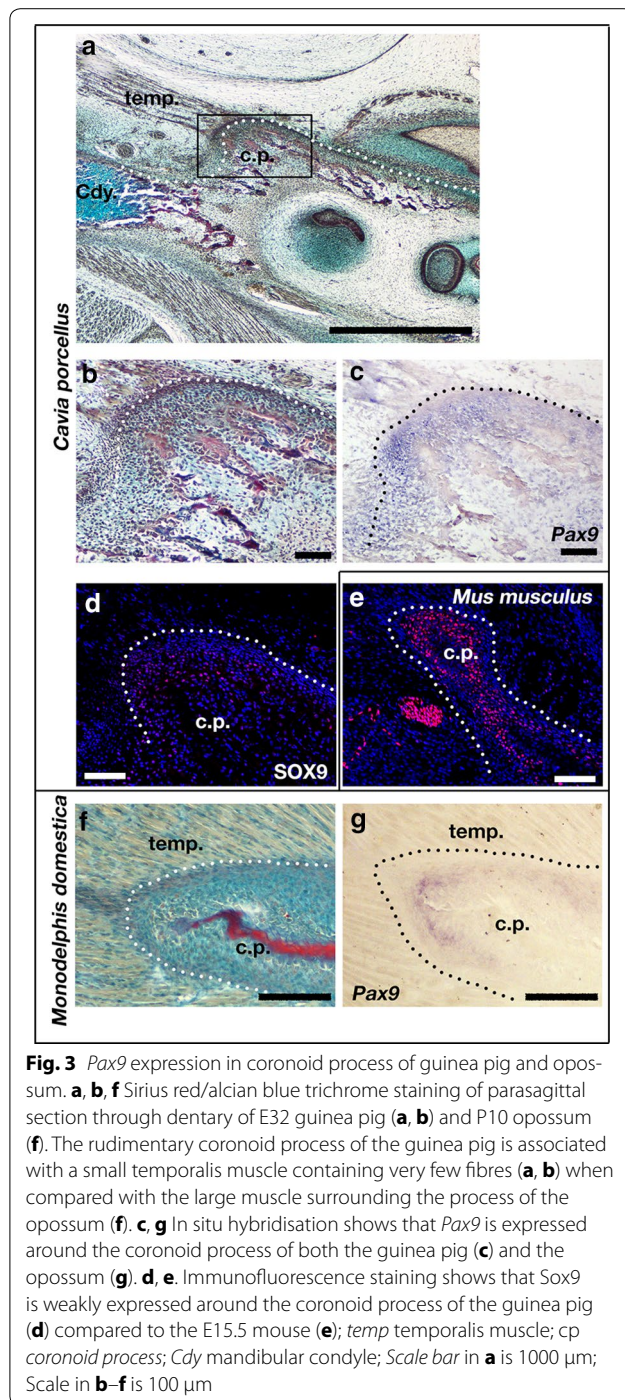 a
temp.
c.p.
Cdy.
Cavia porcellus
b
c
Pax9
d
c.p.
SOX9
Mus musculus
e
c.p.
Monodelphis domestica
f
temp.
c.p.
g
temp.
c.p.
Pax9
Fig. 3 Pax9 expression in coronoid process of guinea pig and opos-
sum. a, b, f Sirius red/alcian blue trichrome staining of parasagittal
section through dentary of E32 guinea pig (a, b) and P10 opossum
(f). The rudimentary coronoid process of the guinea pig is associated
with a small temporalis muscle containing very few fibres (a, b) when
compared with the large muscle surrounding the process of the
opossum (f). c, g In situ hybridisation shows that Pax9 is expressed
around the coronoid process of both the guinea pig (c) and the
opossum (g). d, e. Immunofluorescence staining shows that Sox9
is weakly expressed around the coronoid process of the guinea pig
(d) compared to the E15.5 mouse (e); temp temporalis muscle; cp
coronoid process; Cdy mandibular condyle; Scale bar in a is 1000 μm;
Scale in b–f is 100 μm